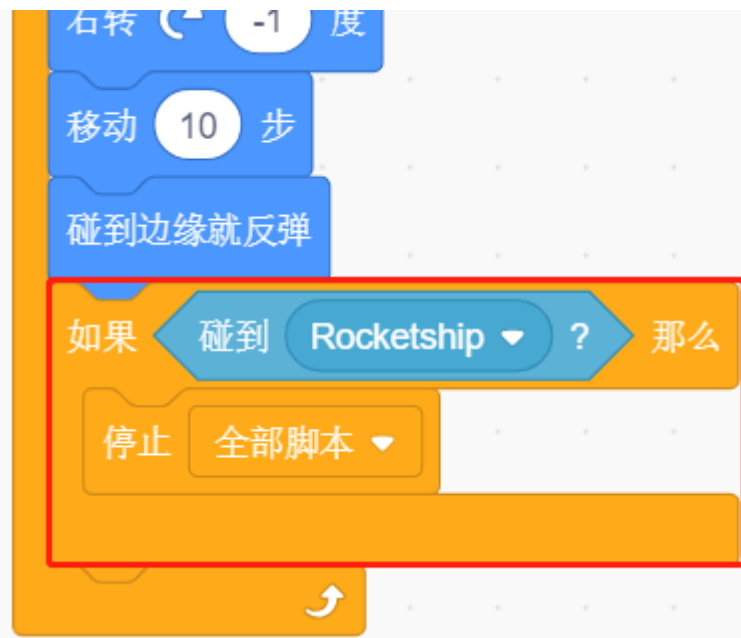 右转 -1 度
移动 10 步
碰到边缘就反弹
如果 碰到 Rocketship ? 那么
停止 全部脚本